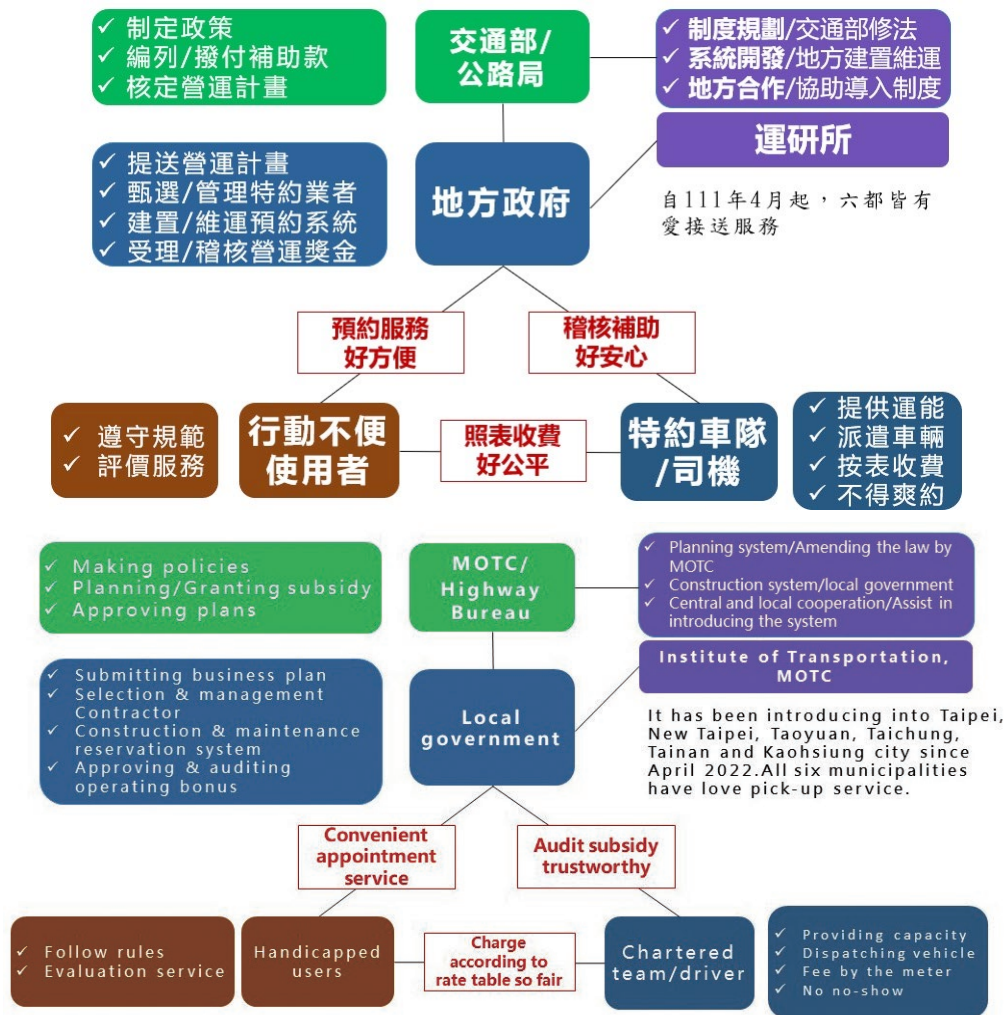 ✓ 制定政策
✓ 編列/撥付補助款
✓ 核定營運計畫
交通部/
公路局
✓ 制度規劃/交通部修法
✓ 系統開發/地方建置維運
✓ 地方合作/協助導入制度
運研所
✓ 提送營運計畫
✓ 甄選/管理特約業者
✓ 建置/維運預約系統
✓ 受理/稽核營運獎金
地方政府
自111年4月起，六都皆有
愛接送服務
預約服務
好方便
稽核補助
好安心
✓ 遵守規範
✓ 評價服務
行動不便
使用者
照表收費
好公平
特約車隊
/司機
✓ 提供運能
✓ 派遣車輛
✓ 按表收費
✓ 不得爽約
✓ Making policies
✓ Planning/Granting subsidy
✓ Approving plans
MOTC/
Highway
Bureau
✓ Planning system/Amending the law by
MOTC
✓ Construction system/local government
✓ Central and local cooperation/Assist in
introducing the system
Institute of Transportation,
MOTC
✓ Submitting business plan
✓ Selection & management
Contractor
✓ Construction & maintenance
reservation system
✓ Approving & auditing
operating bonus
Local
government
It has been introducing into Taipei,
New Taipei, Taoyuan, Taichung,
Tainan and Kaohsiung city since
April 2022.All six municipalities
have love pick-up service.
Convenient
appointment
service
Audit subsidy
trustworthy
✓ Follow rules
✓ Evaluation service
Handicapped
users
Charge
according to
rate table so fair
Chartered
team/driver
✓ Providing capacity
✓ Dispatching vehicle
✓ Fee by the meter
✓ No no-show